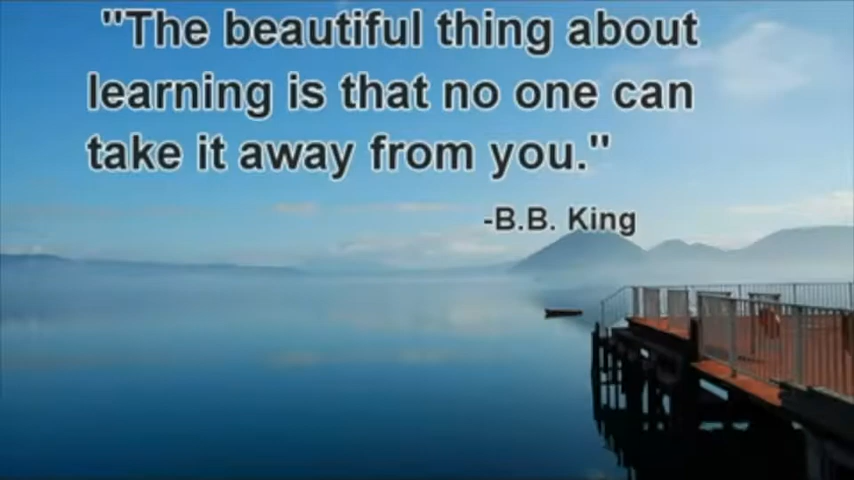 "The beautiful thing about
learning is that no one can
take it away from you."
-B.B. King